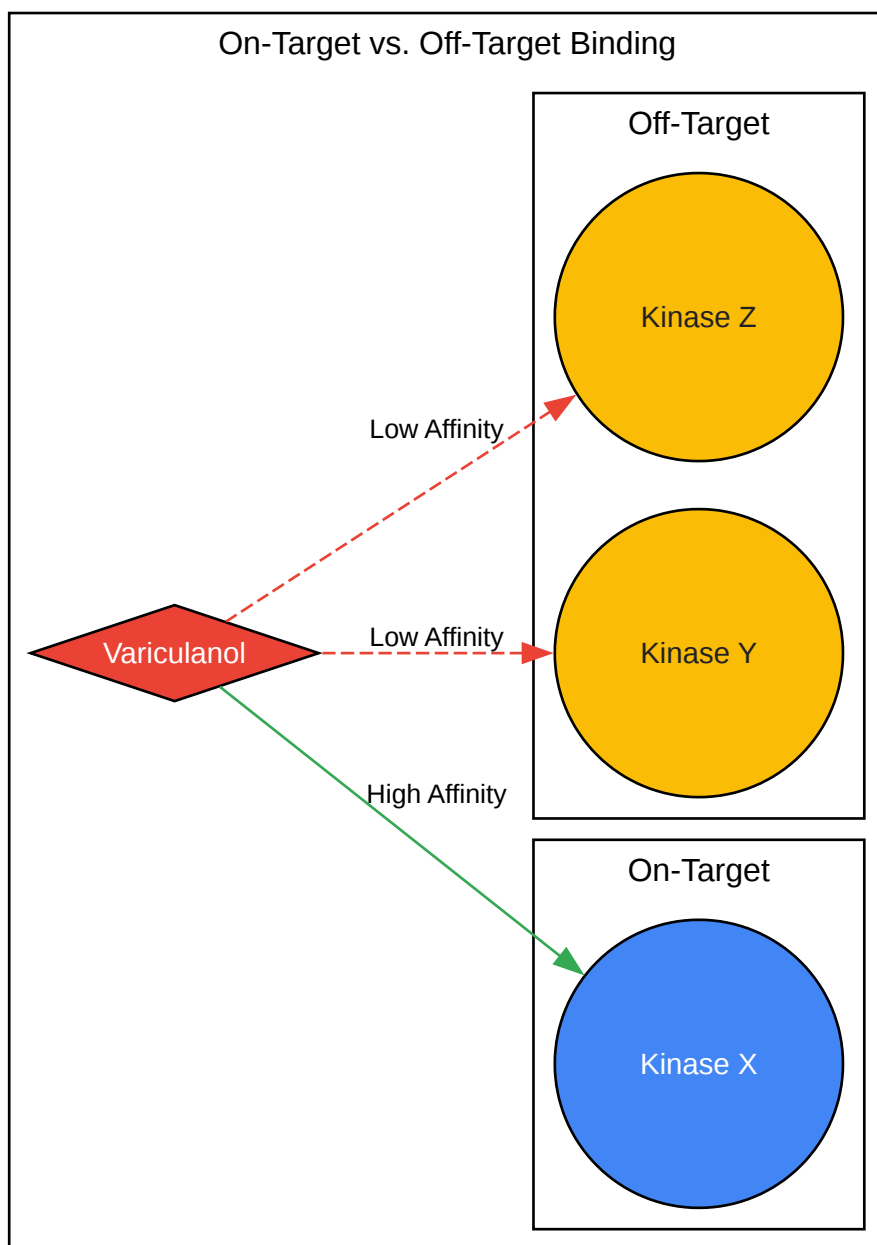 On-Target vs. Off-Target Binding
Off-Target
Kinase Z
Low Affinity
Variculanol
Low Affinity
Kinase Y
High Affinity
On-Target
Kinase X